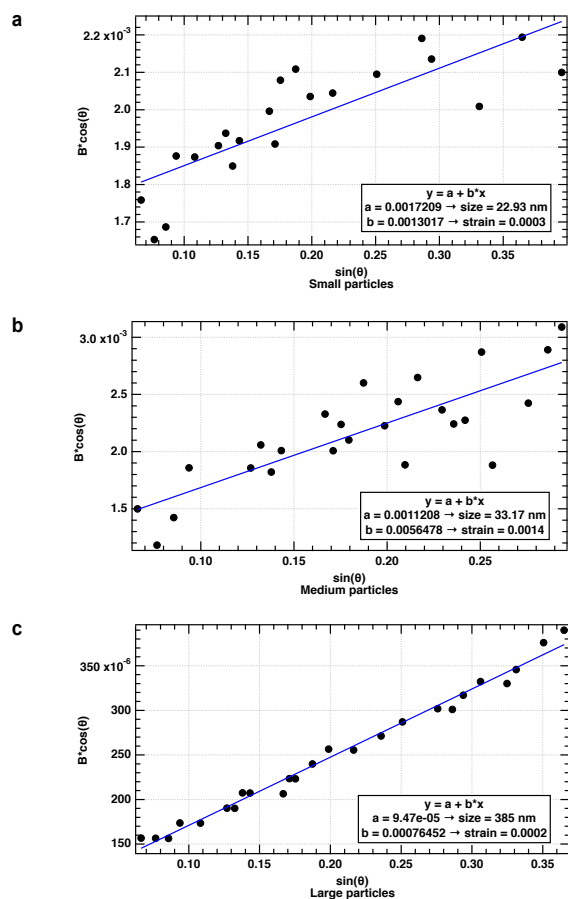 a
2.2 x10⁻³
2.1
2.0
1.9
1.8
1.7
B*cos(θ)
y = a + b*x
a = 0.0017209 → size = 22.93 nm
b = 0.0013017 → strain = 0.0003
0.10 0.15 0.20 0.25 0.30 0.35
sin(θ)
Small particles
b
3.0 x10⁻³
2.5
2.0
1.5
B*cos(θ)
y = a + b*x
a = 0.0011208 → size = 33.17 nm
b = 0.0056478 → strain = 0.0014
0.10 0.15 0.20 0.25
sin(θ)
Medium particles
c
350 x10⁻⁶
300
250
200
150
B*cos(θ)
y = a + b*x
a = 9.47e-05 → size = 385 nm
b = 0.00076452 → strain = 0.0002
0.10 0.15 0.20 0.25 0.30 0.35
sin(θ)
Large particles